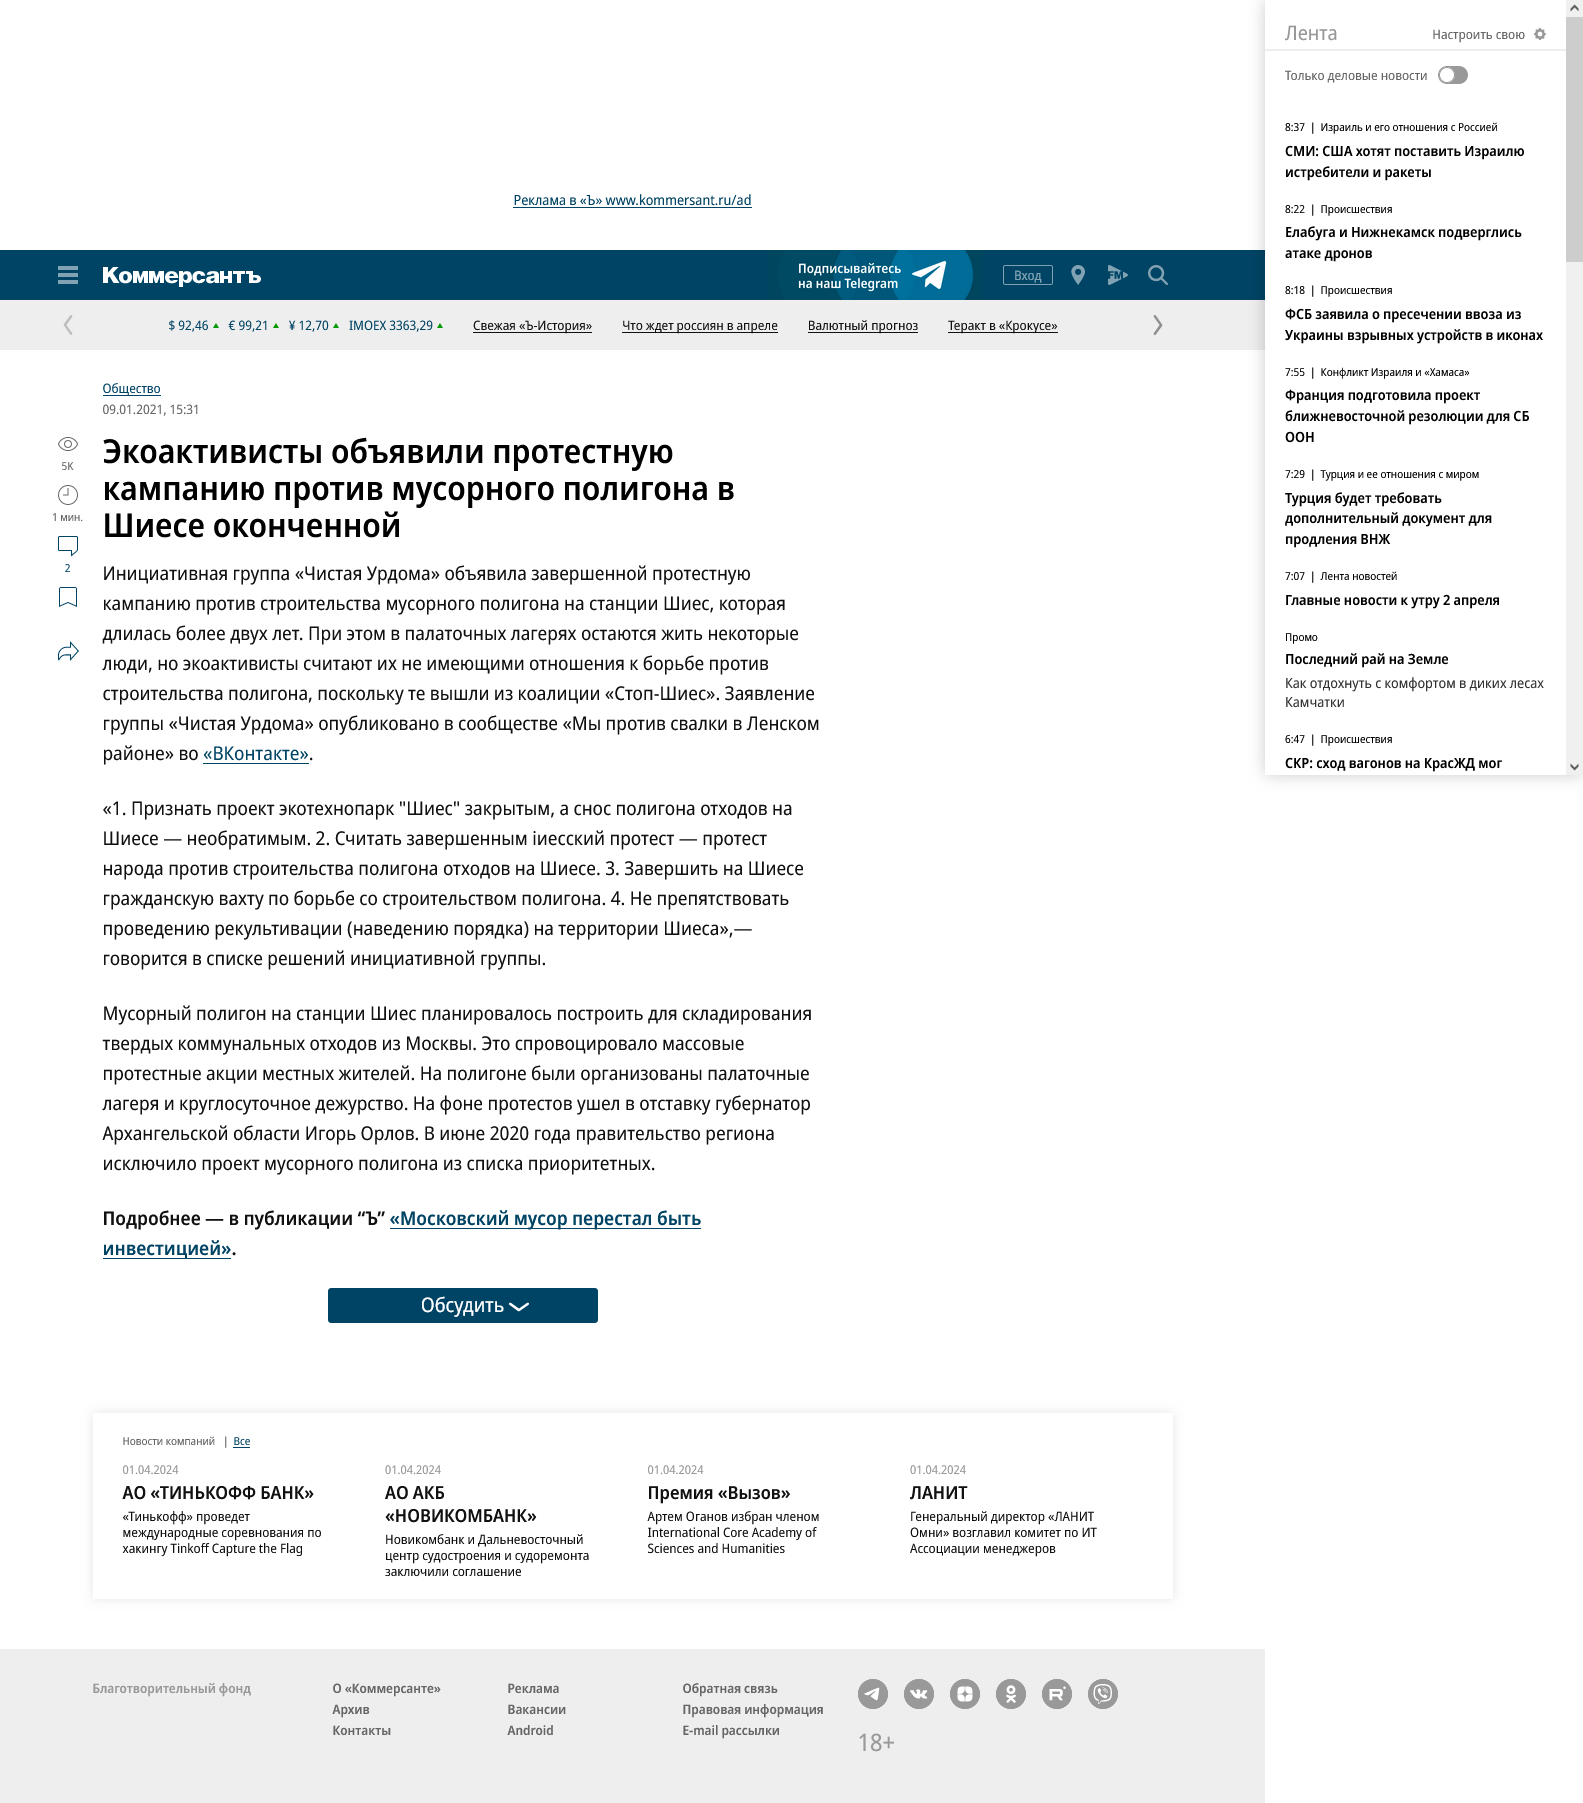 Реклама в «Ъ» www.kommersant.ru/ad
Коммерсантъ
Подписывайтесь
на наш Telegram
Вход
FM
$ 92,46 € 99,21 ¥ 12,70 IMOEX 3363,29 Свежая «Ъ-История» Что ждет россиян в апреле Валютный прогноз Теракт в «Крокусе»
Общество
09.01.2021, 15:31
5K
1 мин.
2
Экоактивисты объявили протестную
кампанию против мусорного полигона в
Шиесе оконченной
Инициативная группа «Чистая Урдома» объявила завершенной протестную
кампанию против строительства мусорного полигона на станции Шиес, которая
длилась более двух лет. При этом в палаточных лагерях остаются жить некоторые
люди, но экоактивисты считают их не имеющими отношения к борьбе против
строительства полигона, поскольку те вышли из коалиции «Стоп-Шиес». Заявление
группы «Чистая Урдома» опубликовано в сообществе «Мы против свалки в Ленском
районе» во «ВКонтакте».
«1. Признать проект экотехнопарк "Шиес" закрытым, а снос полигона отходов на
Шиесе — необратимым. 2. Считать завершенным iиесский протест — протест
народа против строительства полигона отходов на Шиесе. 3. Завершить на Шиесе
гражданскую вахту по борьбе со строительством полигона. 4. Не препятствовать
проведению рекультивации (наведению порядка) на территории Шиеса»,—
говорится в списке решений инициативной группы.
Мусорный полигон на станции Шиес планировалось построить для складирования
твердых коммунальных отходов из Москвы. Это спровоцировало массовые
протестные акции местных жителей. На полигоне были организованы палаточные
лагеря и круглосуточное дежурство. На фоне протестов ушел в отставку губернатор
Архангельской области Игорь Орлов. В июне 2020 года правительство региона
исключило проект мусорного полигона из списка приоритетных.
Подробнее — в публикации “Ъ” «Московский мусор перестал быть
инвестицией».
Обсудить
Новости компаний | Все
01.04.2024
АО «ТИНЬКОФФ БАНК»
«Тинькофф» проведет
международные соревнования по
хакингу Tinkoff Capture the Flag
01.04.2024
АО АКБ
«НОВИКОМБАНК»
Новикомбанк и Дальневосточный
центр судостроения и судоремонта
заключили соглашение
01.04.2024
Премия «Вызов»
Артем Оганов избран членом
International Core Academy of
Sciences and Humanities
01.04.2024
ЛАНИТ
Генеральный директор «ЛАНИТ
Омни» возглавил комитет по ИТ
Ассоциации менеджеров
Благотворительный фонд
О «Коммерсанте»
Архив
Контакты
Реклама
Вакансии
Android
Обратная связь
Правовая информация
E-mail рассылки
18+
Лента Настроить свою
Только деловые новости
8:37 | Израиль и его отношения с Россией
СМИ: США хотят поставить Израилю
истребители и ракеты
8:22 | Происшествия
Елабуга и Нижнекамск подверглись
атаке дронов
8:18 | Происшествия
ФСБ заявила о пресечении ввоза из
Украины взрывных устройств в иконах
7:55 | Конфликт Израиля и «Хамаса»
Франция подготовила проект
ближневосточной резолюции для СБ
ООН
7:29 | Турция и ее отношения с миром
Турция будет требовать
дополнительный документ для
продления ВНЖ
7:07 | Лента новостей
Главные новости к утру 2 апреля
Промо
Последний рай на Земле
Как отдохнуть с комфортом в диких лесах
Камчатки
6:47 | Происшествия
СКР: сход вагонов на КрасЖД мог